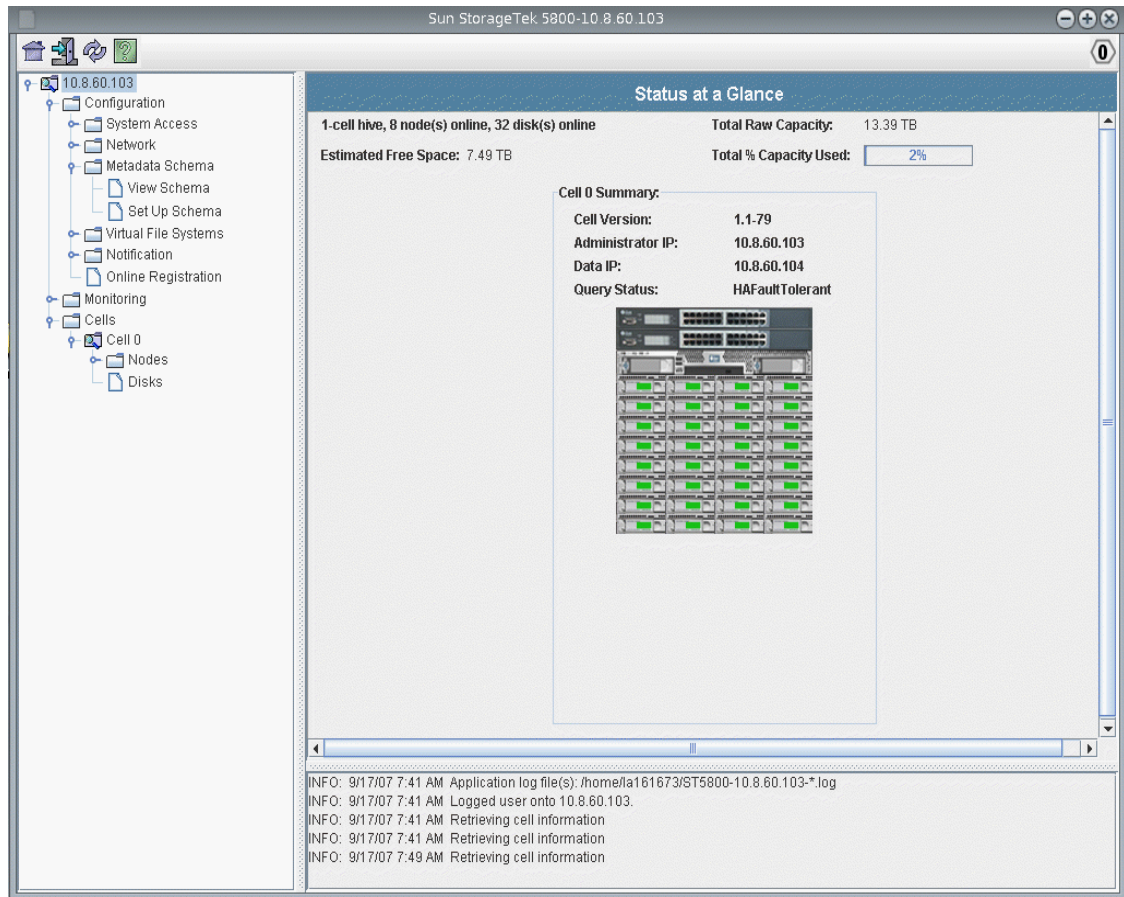 Sun StorageTek 5800-10.8.60.103
0
10.8.60.103
Configuration
System Access
Network
Metadata Schema
View Schema
Set Up Schema
Virtual File Systems
Notification
Online Registration
Monitoring
Cells
Cell 0
Nodes
Disks
Status at a Glance
1-cell hive, 8 node(s) online, 32 disk(s) online Total Raw Capacity: 13.39 TB
Estimated Free Space: 7.49 TB Total % Capacity Used: 2%
Cell 0 Summary:
Cell Version: 1.1-79
Administrator IP: 10.8.60.103
Data IP: 10.8.60.104
Query Status: HAFaultTolerant
INFO: 9/17/07 7:41 AM Application log file(s): /home/la161673/ST5800-10.8.60.103-*.log
INFO: 9/17/07 7:41 AM Logged user onto 10.8.60.103.
INFO: 9/17/07 7:41 AM Retrieving cell information
INFO: 9/17/07 7:41 AM Retrieving cell information
INFO: 9/17/07 7:49 AM Retrieving cell information